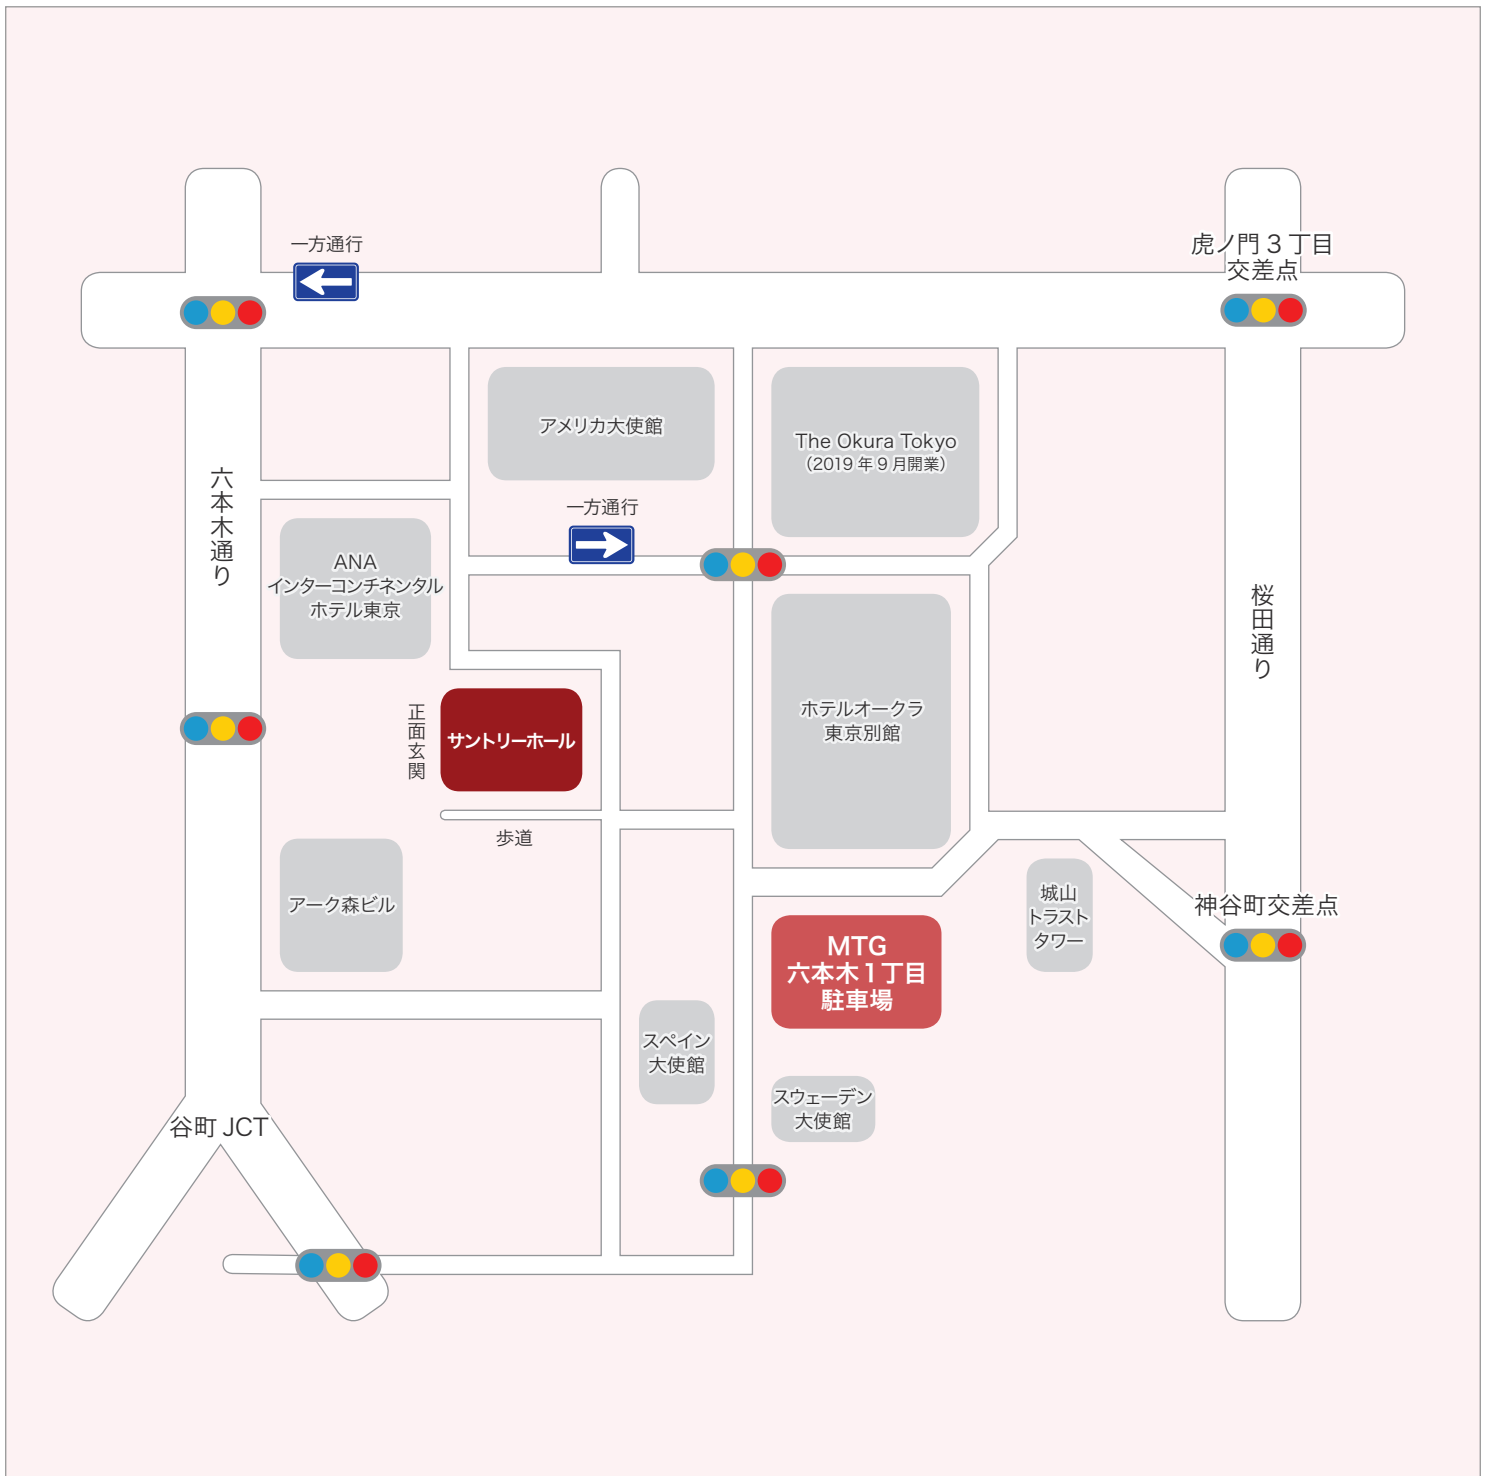 一方通行
虎ノ門３丁目
交差点
アメリカ大使館
The Okura Tokyo
（2019年9月開業）
六本木通り
一方通行
ANA
インターコンチネンタル
ホテル東京
桜田通り
正面玄関
サントリーホール
ホテルオークラ
東京別館
歩道
アーク森ビル
城山
トラスト
タワー
神谷町交差点
MTG
六本木1丁目
駐車場
スペイン
大使館
スウェーデン
大使館
谷町JCT